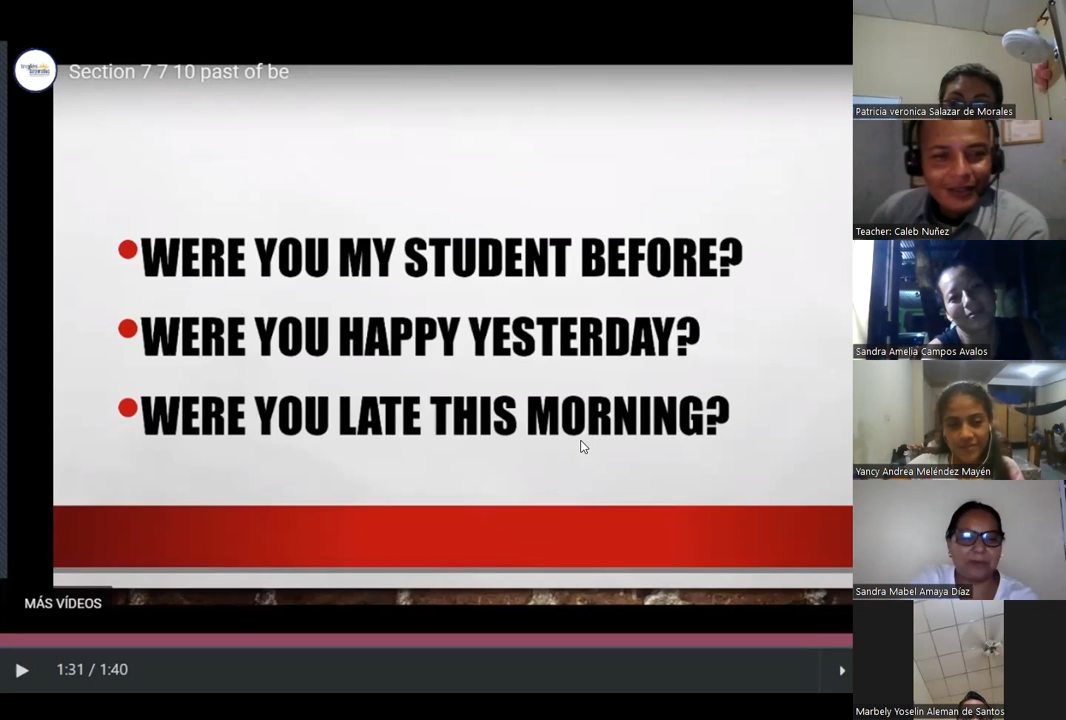 Section 7 7 10 past of be
WERE YOU MY STUDENT BEFORE?
WERE YOU HAPPY YESTERDAY?
WERE YOU LATE THIS MORNING?
MÁS VÍDEOS
1:31 / 1:40
Patricia veronica Salazar de Morales
Teacher: Caleb Nuñez
Sandra Amelia Campos Avalos
Yancy Andrea Meléndez Mayén
Sandra Mabel Amaya Díaz
Marbely Yoselin Aleman de Santos